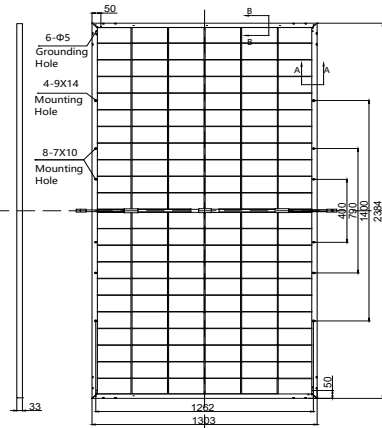 50
B
B
6-Φ5
Grounding
Hole
A
A
4-9X14
Mounting
Hole
8-7X10
Mounting
Hole
400
790
1400
2384
50
33
1262
1303